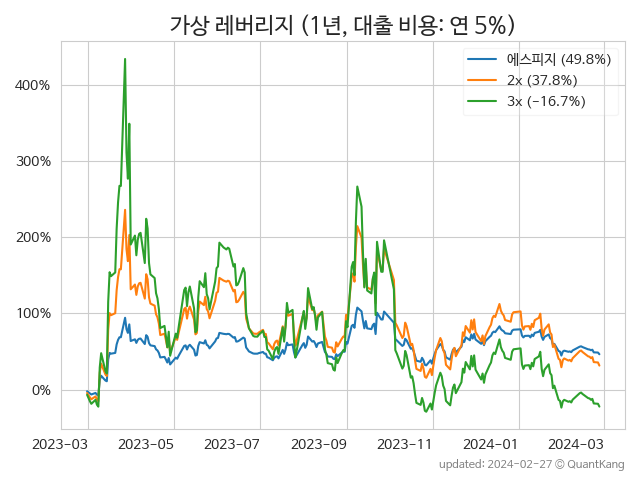 가상 레버리지 (1년, 대출 비용: 연 5%)
에스피지 (49.8%)
2x (37.8%)
3x (-16.7%)
400%
300%
200%
100%
0%
2023-03 2023-05 2023-07 2023-09 2023-11 2024-01 2024-03
updated: 2024-02-27 © QuantKang